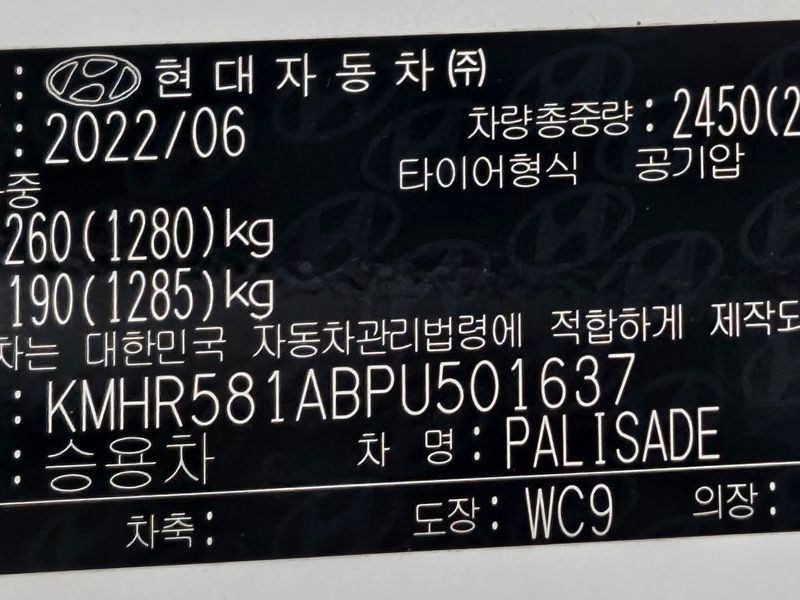 : 현대자동차㈜
: 2022/06 차량총중량: 2450(2
중 타이어형식 공기압
260(1280)kg
190(1285)kg
차는 대한민국 자동차관리법령에 적합하게 제작되
: KMHR581ABPU501637
: 승용차 차 명: PALISADE
차축: 도장: WC9 의장: